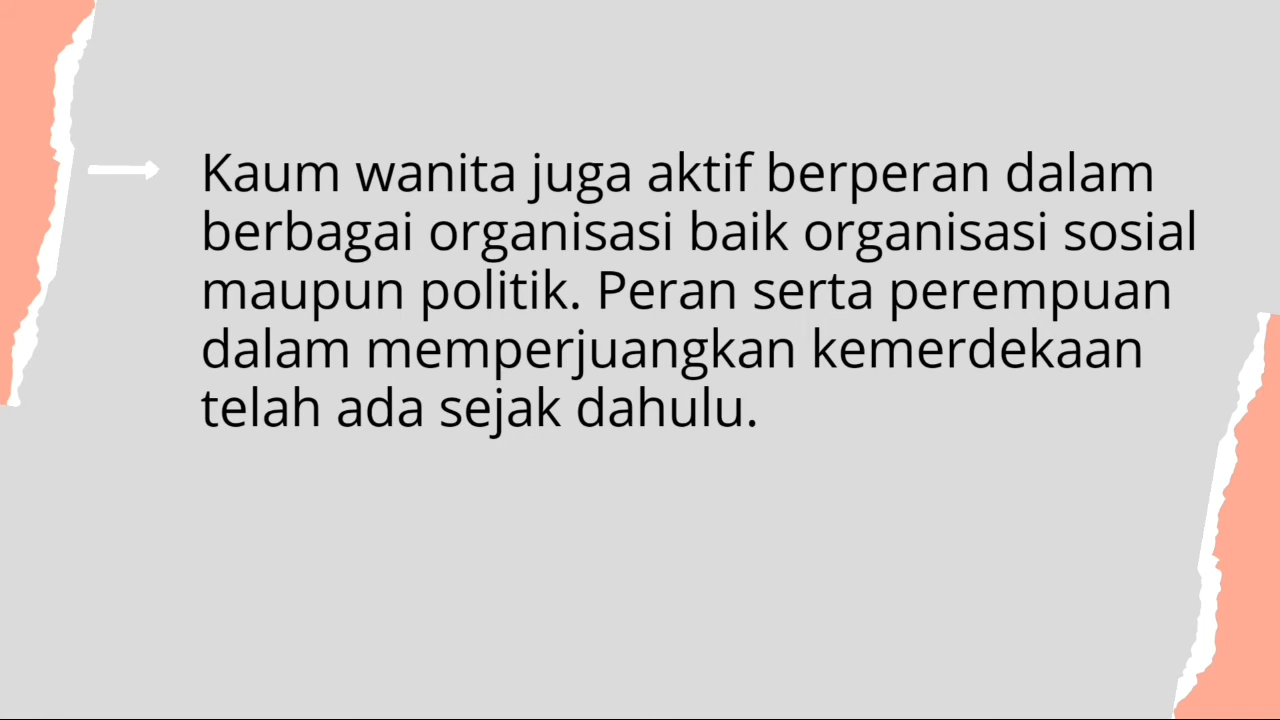 Kaum wanita juga aktif berperan dalam
berbagai organisasi baik organisasi sosial
maupun politik. Peran serta perempuan
dalam memperjuangkan kemerdekaan
telah ada sejak dahulu.